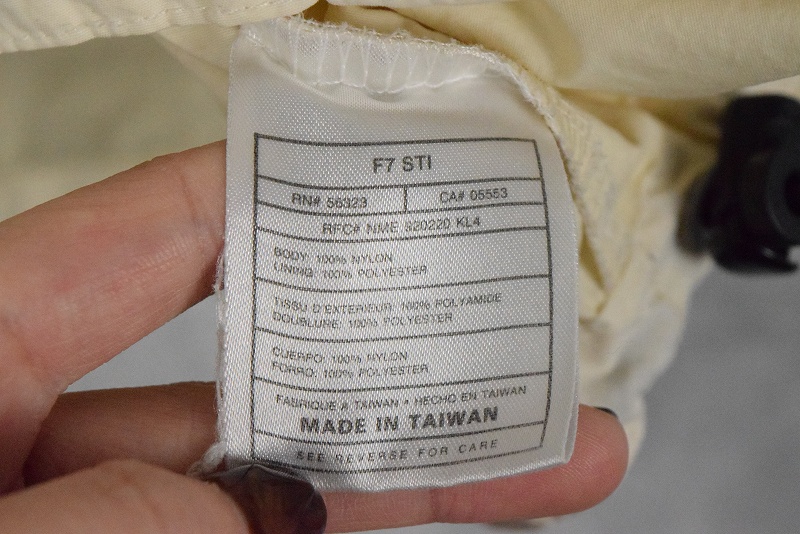 F7 STI
RN# 56323 CA# 05553
RFC# NME 920220 KL4
BODY: 100% NYLON
LINING: 100% POLYESTER
TISSU D'EXTERIEUR: 100% POLYAMIDE
DOUBLURE: 100% POLYESTER
CUERPO: 100% NYLON
FORRO: 100% POLYESTER
FABRIQUE A TAIWAN • HECHO EN TAIWAN
MADE IN TAIWAN
SEE REVERSE FOR CARE